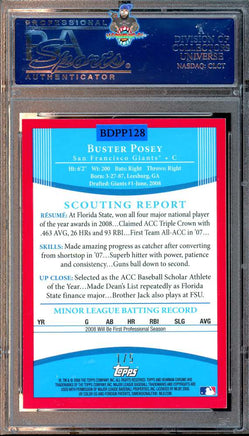 PROFESSIONAL
Sports
AUTHENTICATOR
A
DIVISION OF
COLLECTORS
UNIVERSE
NASDAQ: CLCT
BDPP128
BUSTER POSEY
San Francisco Giants® • C
Ht: 6'2" Wt: 200 Bats: Right Throws: Right
Born: 3-27-87, Leesburg, GA
Drafted: Giants #1-June, 2008
SCOUTING REPORT
RÉSUMÉ: At Florida State, won all four major national player
of the year awards in 2008...Claimed ACC Triple Crown with
.463 AVG, 26 HRs and 93 RBI... First Team All-ACC in '07...
SKILLS: Made amazing progress as catcher after converting
from shortstop in '07...Superb hitter with power, patience
and consistency....Guns ball down to second.
UP CLOSE: Selected as the ACC Baseball Scholar Athlete
of the Year...Made Dean's List repeatedly as Florida State
finance major...Brother Jack also plays at FSU.
MINOR LEAGUE BATTING RECORD
YR G AB HR RBI SLG AVG
2009 Will Be First Professional Season
1/5
Topps